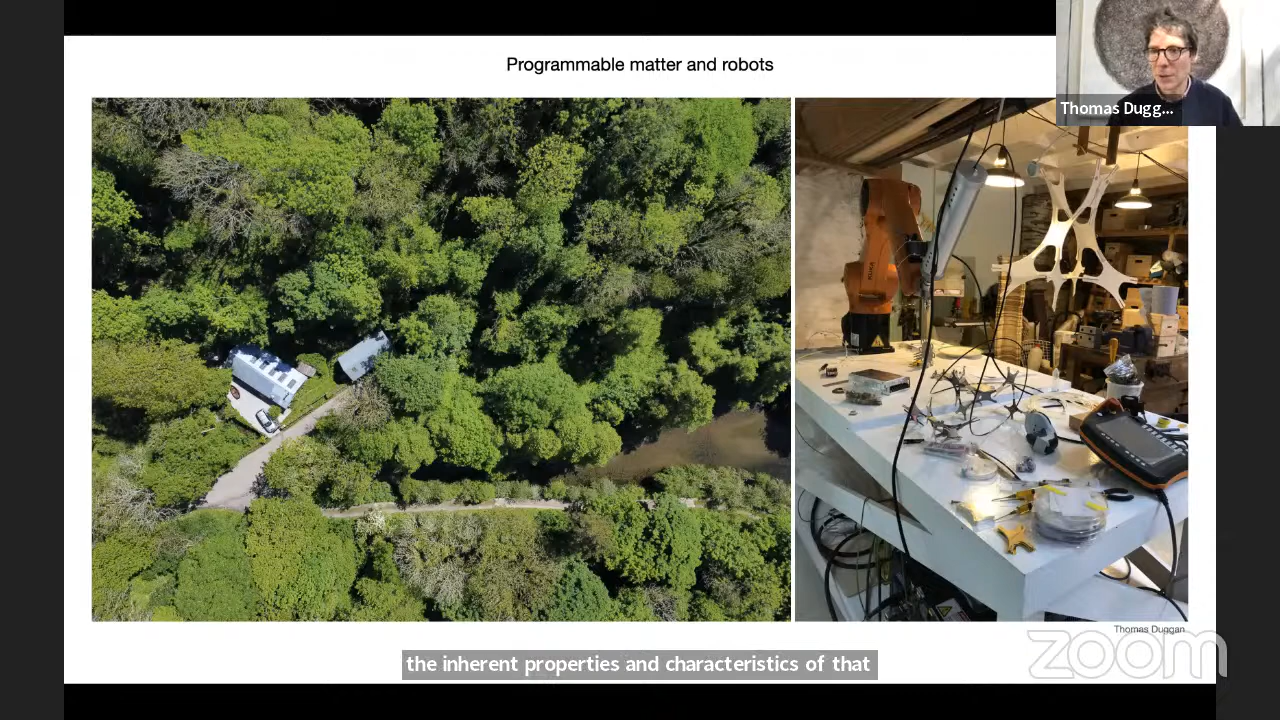 Programmable matter and robots
Thomas Dugg...
Thomas Duggan
the inherent properties and characteristics of that
zoom